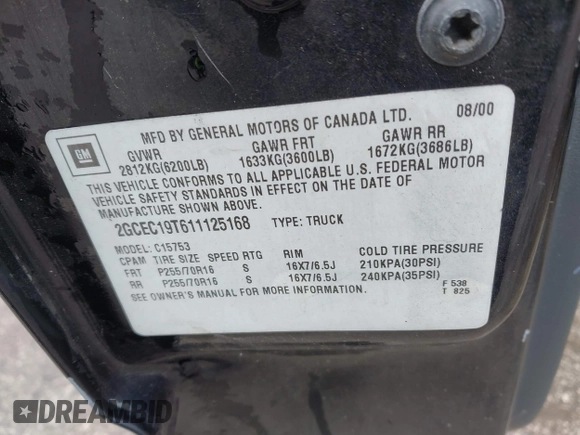 MFD BY GENERAL MOTORS OF CANADA LTD. 08/00
GM
GVWR GAWR FRT GAWR RR
2812KG(6200LB) 1633KG(3600LB) 1672KG(3686LB)
THIS VEHICLE CONFORMS TO ALL APPLICABLE U.S. FEDERAL MOTOR
VEHICLE SAFETY STANDARDS IN EFFECT ON THE DATE OF
MANUFACTURE SHOWN ABOVE.
2GCEC19T611125168 TYPE: TRUCK
MODEL: C15753
CPAM TIRE SIZE SPEED RTG RIM COLD TIRE PRESSURE
FRT P255/70R16 S 16X7/6.5J 210KPA(30PSI)
RR P255/70R16 S 16X7/6.5J 240KPA(35PSI)
SEE OWNER'S MANUAL FOR MORE INFORMATION.
F 538
T 825
DREAMBID